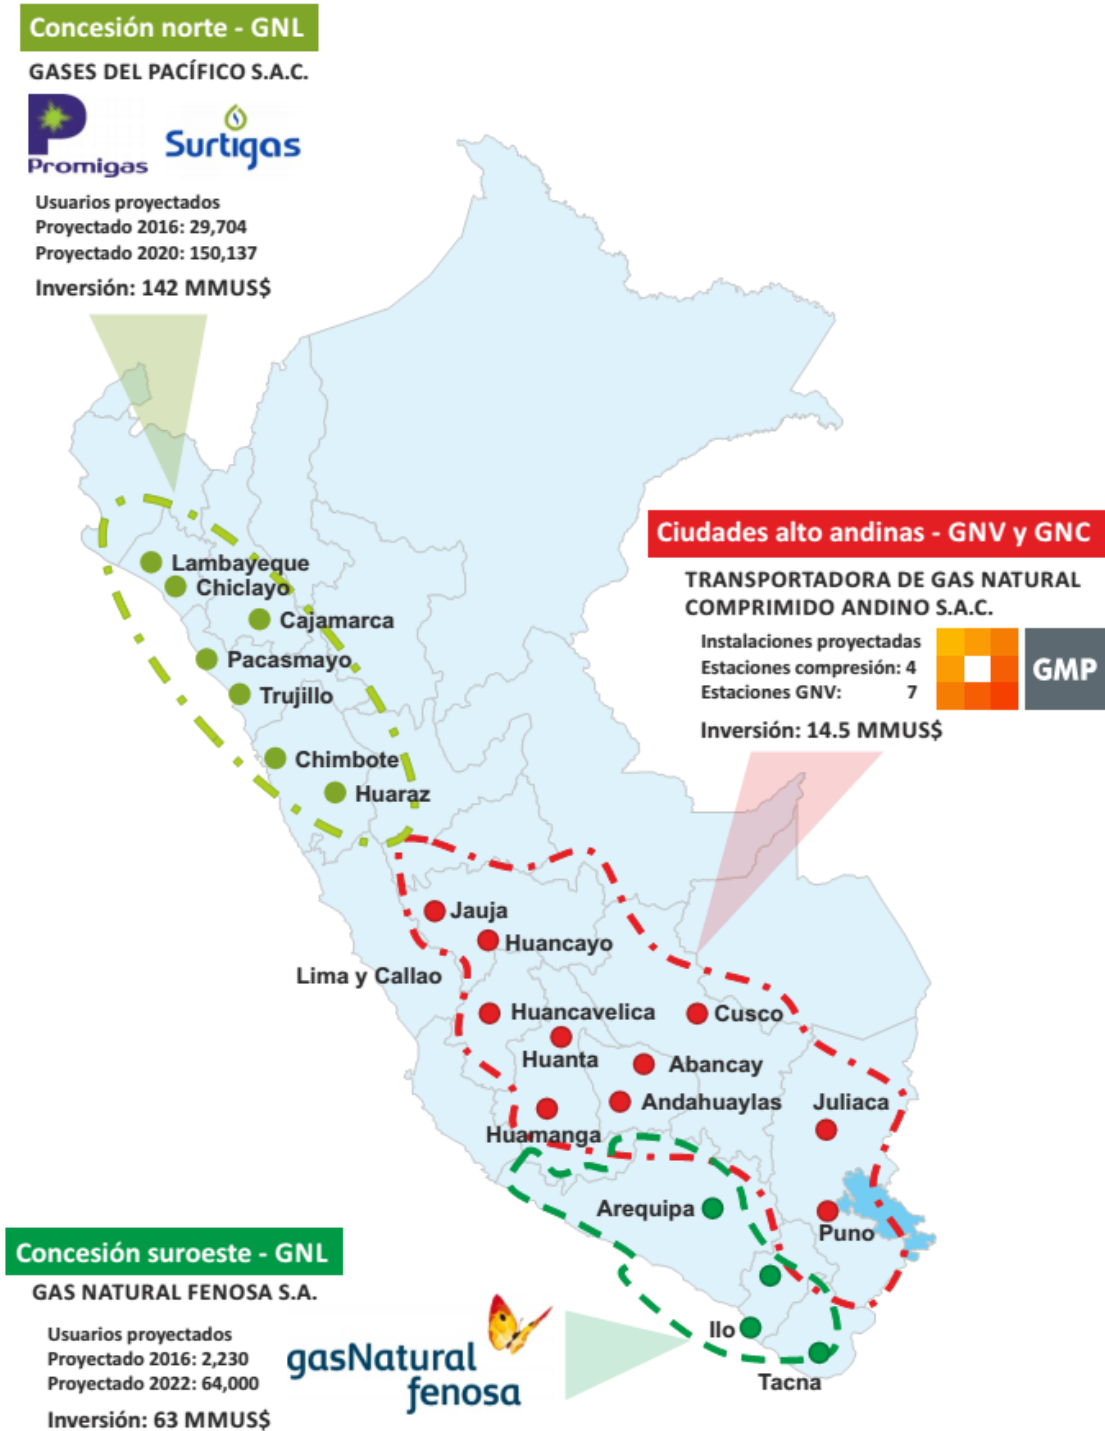 Concesión norte - GNL
GASES DEL PACÍFICO S.A.C.
Promigas
Surtigas
Usuarios proyectados
Proyectado 2016: 29,704
Proyectado 2020: 150,137
Inversión: 142 MMUS$
Lambayeque
Chiclayo
Cajamarca
Pacasmayo
Trujillo
Chimbote
Huaraz
Ciudades alto andinas - GNV y GNC
TRANSPORTADORA DE GAS NATURAL
COMPRIMIDO ANDINO S.A.C.
Instalaciones proyectadas
Estaciones compresión: 4
Estaciones GNV: 7
GMP
Inversión: 14.5 MMUS$
Jauja
Huancayo
Lima y Callao
Huancavelica
Cusco
Huanta
Abancay
Andahuaylas
Juliaca
Huamanga
Arequipa
Puno
Ilo
Tacna
Concesión suroeste - GNL
GAS NATURAL FENOSA S.A.
Usuarios proyectados
Proyectado 2016: 2,230
Proyectado 2022: 64,000
Inversión: 63 MMUS$
gasNatural
fenosa